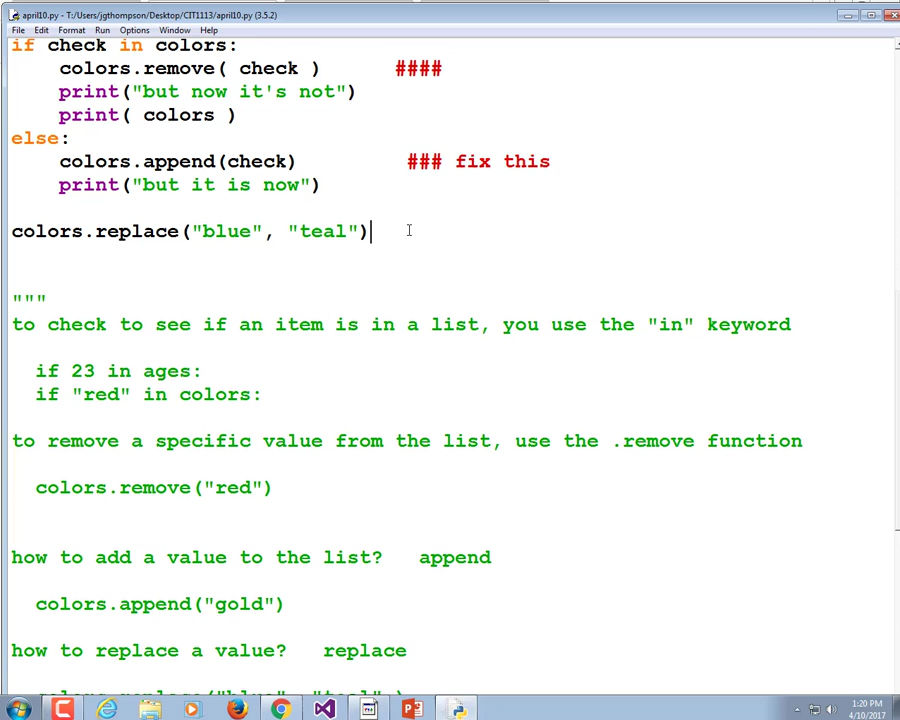 april10.py - T:/Users/jgthompson/Desktop/CIT1113/april10.py (3.5.2)
File Edit Format Run Options Window Help
if check in colors:
    colors.remove( check )      ####
    print("but now it's not")
    print( colors )
else:
    colors.append(check)         ### fix this
    print("but it is now")
colors.replace("blue", "teal")
"""
to check to see if an item is in a list, you use the "in" keyword
  if 23 in ages:
  if "red" in colors:
to remove a specific value from the list, use the .remove function
  colors.remove("red")
how to add a value to the list?   append
  colors.append("gold")
how to replace a value?   replace
  colors.replace("blue", "teal")
1:20 PM
4/10/2017